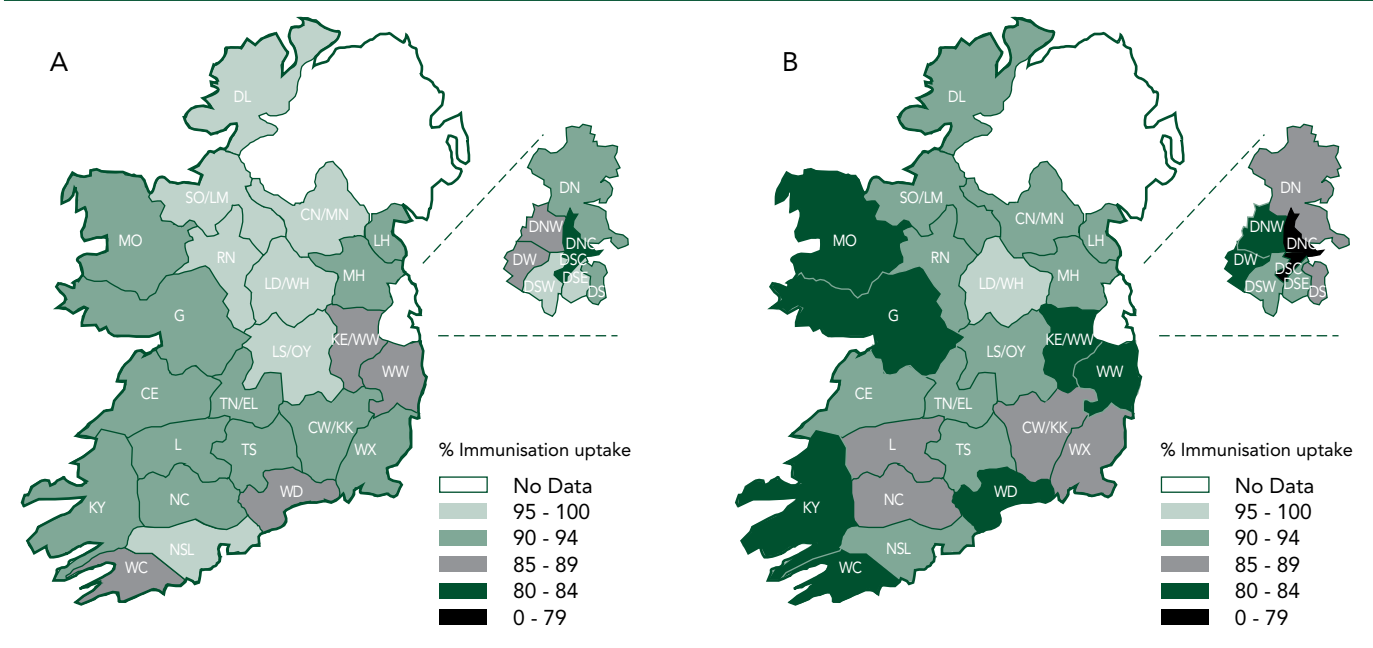 A
DL
SO/LM
CN/MN
MO
RN
LH
LD/WH
MH
G
LS/OY
KE/WW
WW
CE
TN/EL
CW/KK
L
TS
WX
KY
NC
WD
NSL
WC
DN
DNW
DNC
DW
DSC
DSE
DSW
DS
% Immunisation uptake
No Data
95 - 100
90 - 94
85 - 89
80 - 84
0 - 79
B
DL
SO/LM
CN/MN
MO
RN
LH
LD/WH
MH
G
LS/OY
KE/WW
WW
CE
TN/EL
CW/KK
L
TS
WX
KY
NC
WD
NSL
WC
DN
DNW
DNC
DW
DSC
DSE
DSW
DS
% Immunisation uptake
No Data
95 - 100
90 - 94
85 - 89
80 - 84
0 - 79